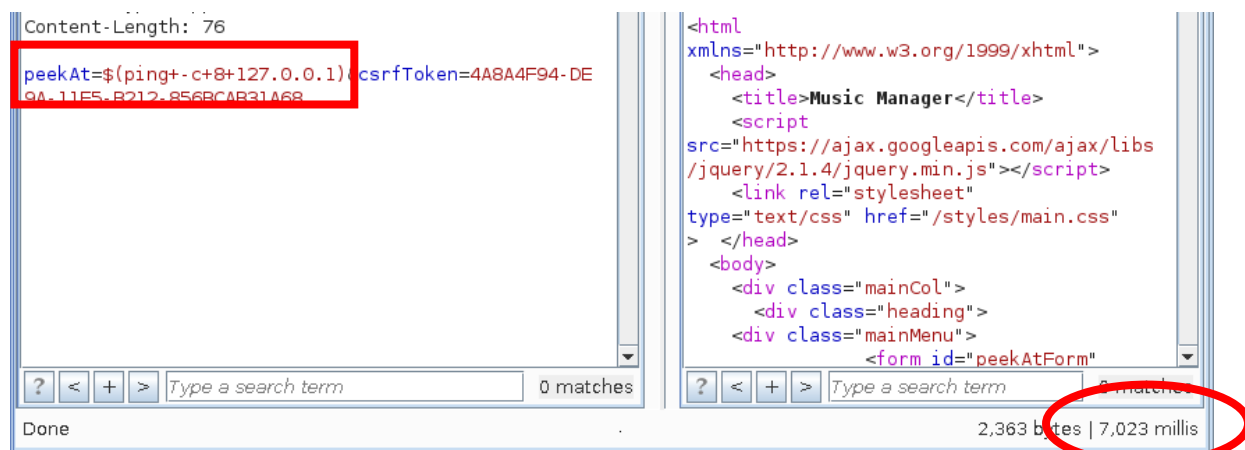 Content-Length: 76
peekAt=$(ping+-c+8+127.0.0.1)&csrfToken=4A8A4F94-DE
9A-11E5-B212-856BCAB31A68
? < + > Type a search term 0 matches
<html
xmlns="http://www.w3.org/1999/xhtml">
<head>
<title>Music Manager</title>
<script
src="https://ajax.googleapis.com/ajax/libs
/jquery/2.1.4/jquery.min.js"></script>
<link rel="stylesheet"
type="text/css" href="/styles/main.css"
> </head>
<body>
<div class="mainCol">
<div class="heading">
<div class="mainMenu">
<form id="peekAtForm"
? < + > Type a search term 0 matches
Done 2,363 bytes | 7,023 millis